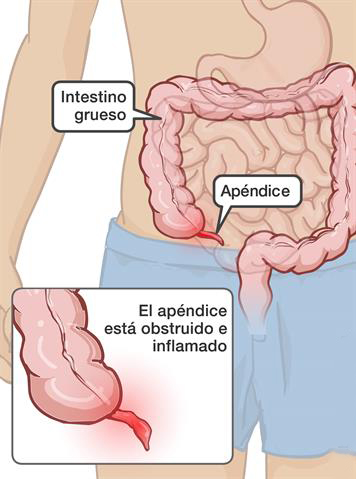 Intestino
grueso
Apéndice
El apéndice
está obstruido e
inflamado